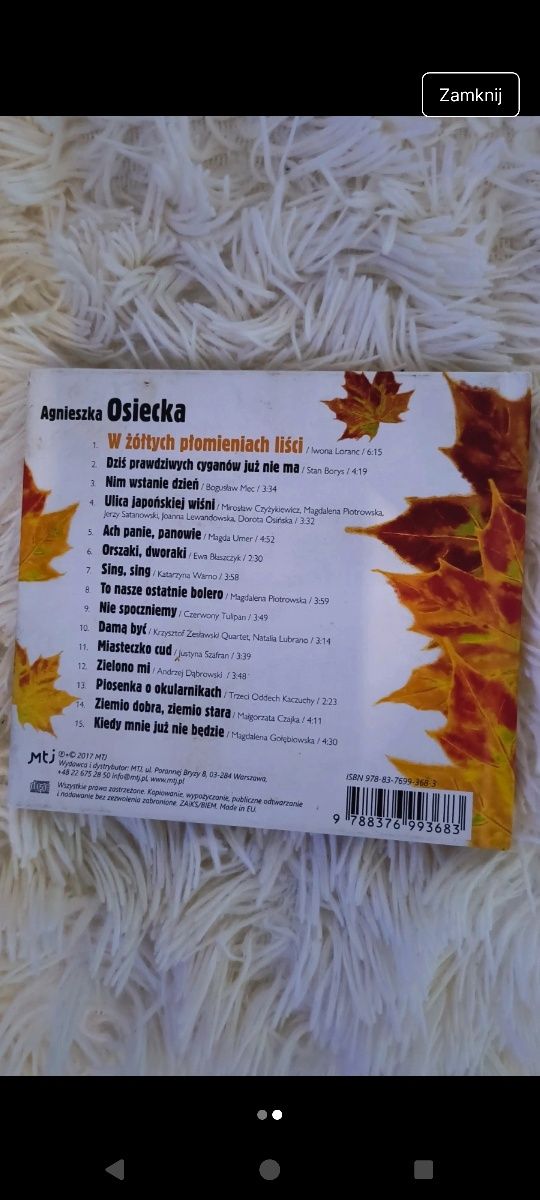 Zamknij
Agnieszka Osiecka
1. W żółtych płomieniach liści / Iwona Loranc / 6:15
2. Dziś prawdziwych cyganów już nie ma / Stan Borys / 4:19
3. Nim wstanie dzień / Bogusław Mec / 3:34
4. Ulica japońskiej wiśni / Mirosław Czyżykiewicz, Magdalena Piotrowska,
Jerzy Satanowski, Joanna Lewandowska, Dorota Osińska / 3:32
5. Ach panie, panowie / Magda Umer / 4:52
6. Orszaki, dworaki / Ewa Błaszczyk / 2:30
7. Sing, sing / Katarzyna Warno / 3:58
8. To nasze ostatnie bolero / Magdalena Piotrowska / 3:59
9. Nie spoczniemy / Czerwony Tulipan / 3:49
10. Damą być / Krzysztof Zesławski Quartet, Natalia Lubrano / 3:14
11. Miasteczko cud / Justyna Szafran / 3:39
12. Zielono mi / Andrzej Dąbrowski / 3:48
13. Piosenka o okularnikach / Trzeci Oddech Kaczuchy / 2:23
14. Ziemio dobra, ziemio stara / Małgorzata Czajka / 4:11
15. Kiedy mnie już nie będzie / Magdalena Gołębiowska / 4:30
mtj
℗+© 2017 MTJ
Wydawca i dystrybutor: MTJ, ul. Porannej Bryzy 8, 03-284 Warszawa,
+48 22 675 28 50 info@mtj.pl, www.mtj.pl
Wszystkie prawa zastrzeżone. Kopiowanie, wypożyczanie, publiczne odtwarzanie
i nadawanie bez zezwolenia zabronione. ZAiKS/BIEM. Made in EU.
ISBN 978-83-7699-368-3
9 788376 993683